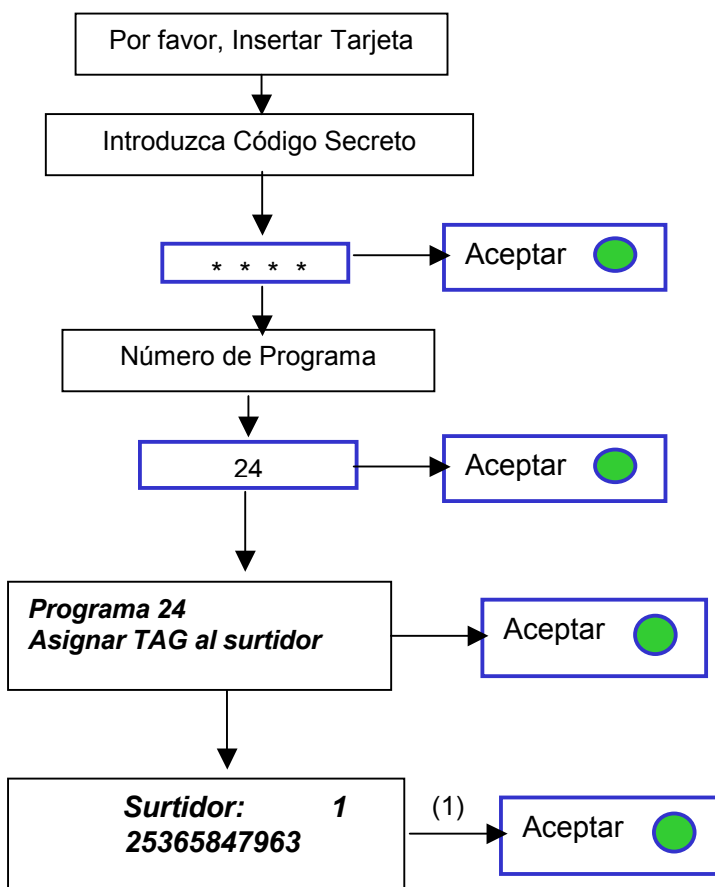 Por favor, Insertar Tarjeta
Introduzca Código Secreto
* * * *
Aceptar
Número de Programa
24
Aceptar
Programa 24
Asignar TAG al surtidor
Aceptar
Surtidor: 1
25365847963
(1)
Aceptar